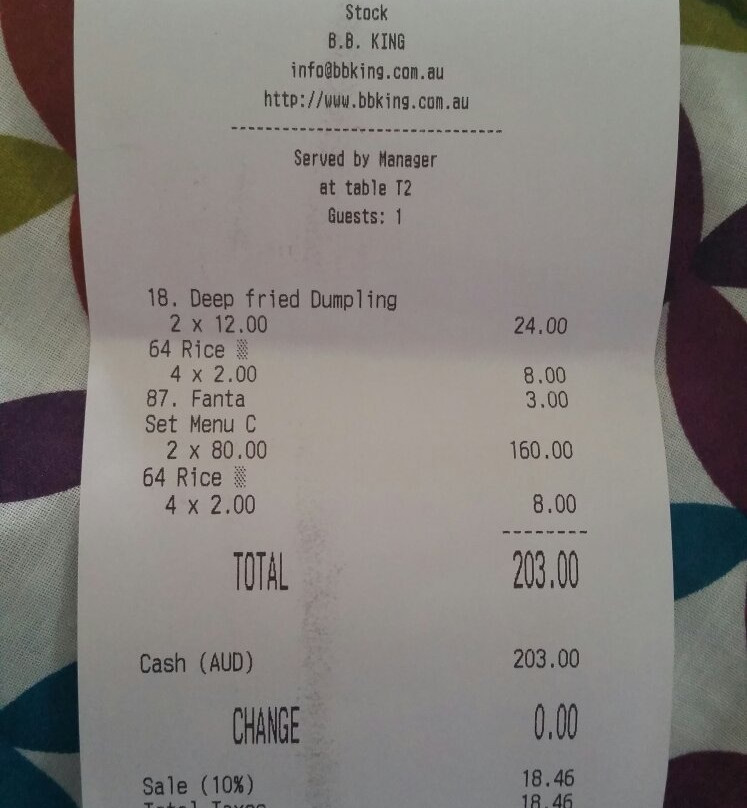 Stock
B.B. KING
info@bbking.com.au
http://www.bbking.com.au
--------------------------------
Served by Manager
at table T2
Guests: 1
18. Deep fried Dumpling
2 x 12.00 24.00
64 Rice ▒
4 x 2.00 8.00
87. Fanta 3.00
Set Menu C
2 x 80.00 160.00
64 Rice ▒
4 x 2.00 8.00
--------
TOTAL 203.00
Cash (AUD) 203.00
CHANGE 0.00
Sale (10%) 18.46
Total Taxes 18.46